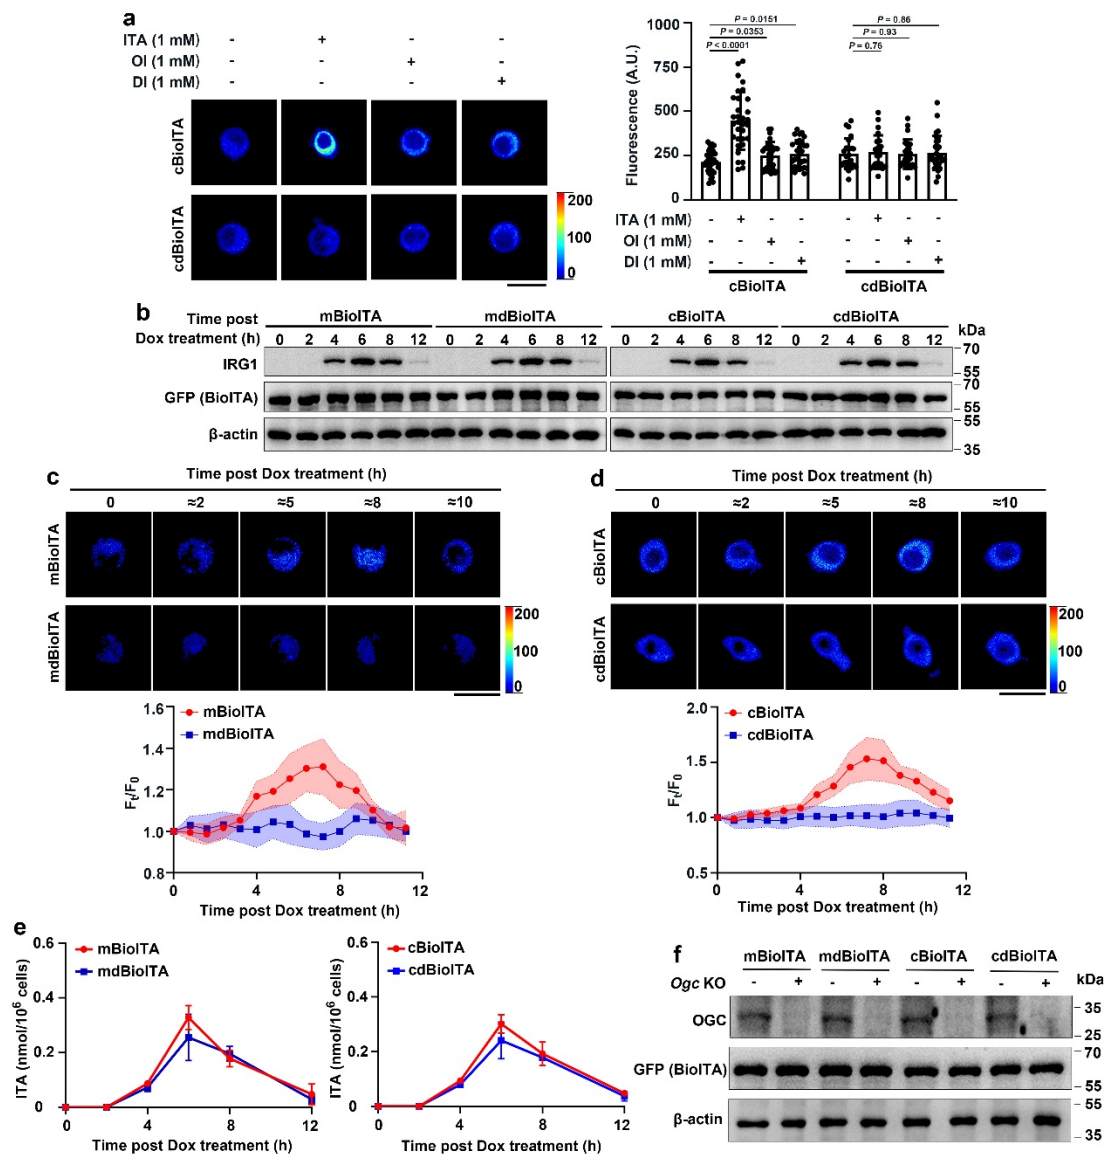 a
ITA (1 mM) - + - -
OI (1 mM) - - + -
DI (1 mM) - - - +
cBioITA
cdBioITA
200
100
0
Fluorescence (A.U.)
1000
750
500
250
0
P = 0.0151
P = 0.0353
P < 0.0001
P = 0.86
P = 0.93
P = 0.76
ITA (1 mM) - + - - - + - -
OI (1 mM) - - + - - - + -
DI (1 mM) - - - + - - - +
cBioITA cdBioITA
b
Time post
Dox treatment (h)
mBioITA mdBioITA cBioITA cdBioITA
0 2 4 6 8 12 0 2 4 6 8 12 0 2 4 6 8 12 0 2 4 6 8 12
kDa
IRG1
70
55
GFP (BioITA)
70
55
β-actin
45
35
c
Time post Dox treatment (h)
0 ≈2 ≈5 ≈8 ≈10
mBioITA
mdBioITA
200
100
0
mBioITA
mdBioITA
Ft/F0
1.6
1.4
1.2
1.0
0.8
0 4 8 12
Time post Dox treatment (h)
d
Time post Dox treatment (h)
0 ≈2 ≈5 ≈8 ≈10
cBioITA
cdBioITA
200
100
0
cBioITA
cdBioITA
Ft/F0
2.0
1.5
1.0
0.5
0 4 8 12
Time post Dox treatment (h)
e
mBioITA
mdBioITA
ITA (nmol/10⁶ cells)
0.6
0.4
0.2
0
0 2 4 6 8 10 12
Time post Dox treatment (h)
cBioITA
cdBioITA
ITA (nmol/10⁶ cells)
0.6
0.4
0.2
0
0 2 4 6 8 10 12
Time post Dox treatment (h)
f
mBioITA mdBioITA cBioITA cdBioITA
Ogc KO - + - + - + - +
kDa
OGC
35
25
GFP (BioITA)
70
55
β-actin
55
35